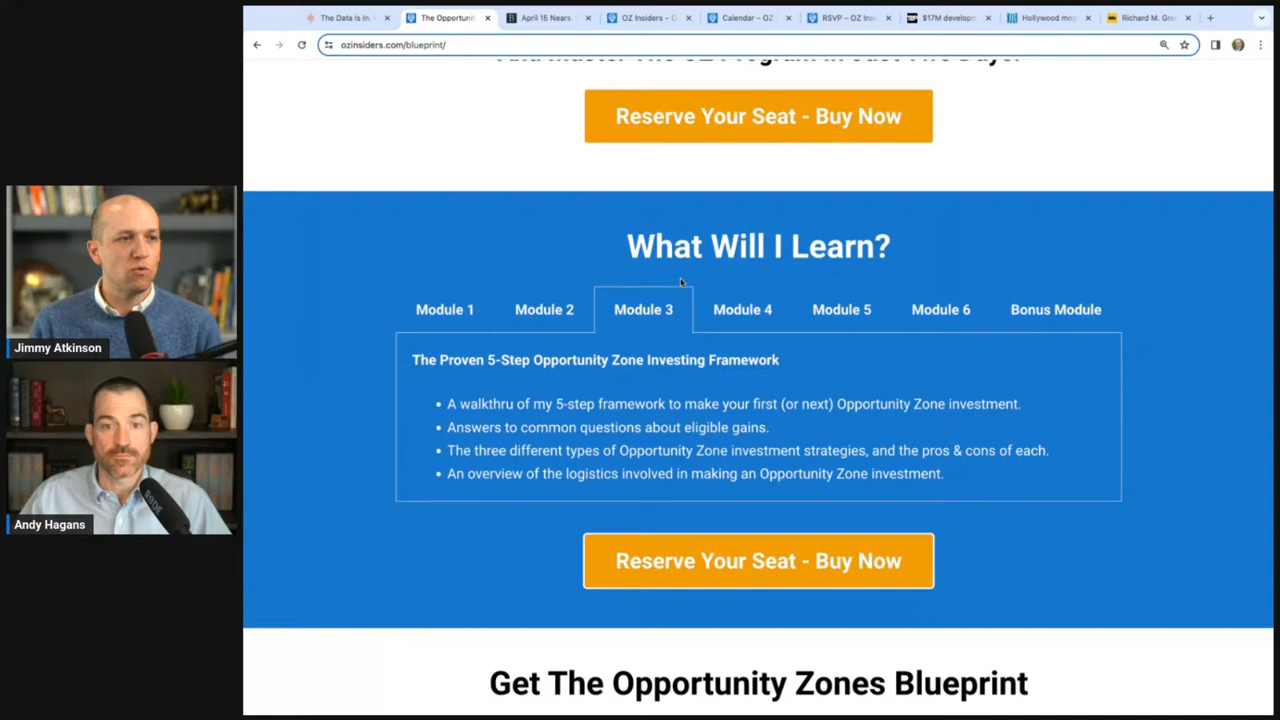 The Data is In:
The Opportuni
April 15 Nears,
OZ Insiders – O
Calendar – OZ
RSVP – OZ Ins
$17M develop
Hollywood mo
Richard M. Gro
ozinsiders.com/blueprint/
Reserve Your Seat - Buy Now
What Will I Learn?
Module 1
Module 2
Module 3
Module 4
Module 5
Module 6
Bonus Module
The Proven 5-Step Opportunity Zone Investing Framework
• A walkthru of my 5-step framework to make your first (or next) Opportunity Zone investment.
• Answers to common questions about eligible gains.
• The three different types of Opportunity Zone investment strategies, and the pros & cons of each.
• An overview of the logistics involved in making an Opportunity Zone investment.
Reserve Your Seat - Buy Now
Get The Opportunity Zones Blueprint
Jimmy Atkinson
RODE
Andy Hagans